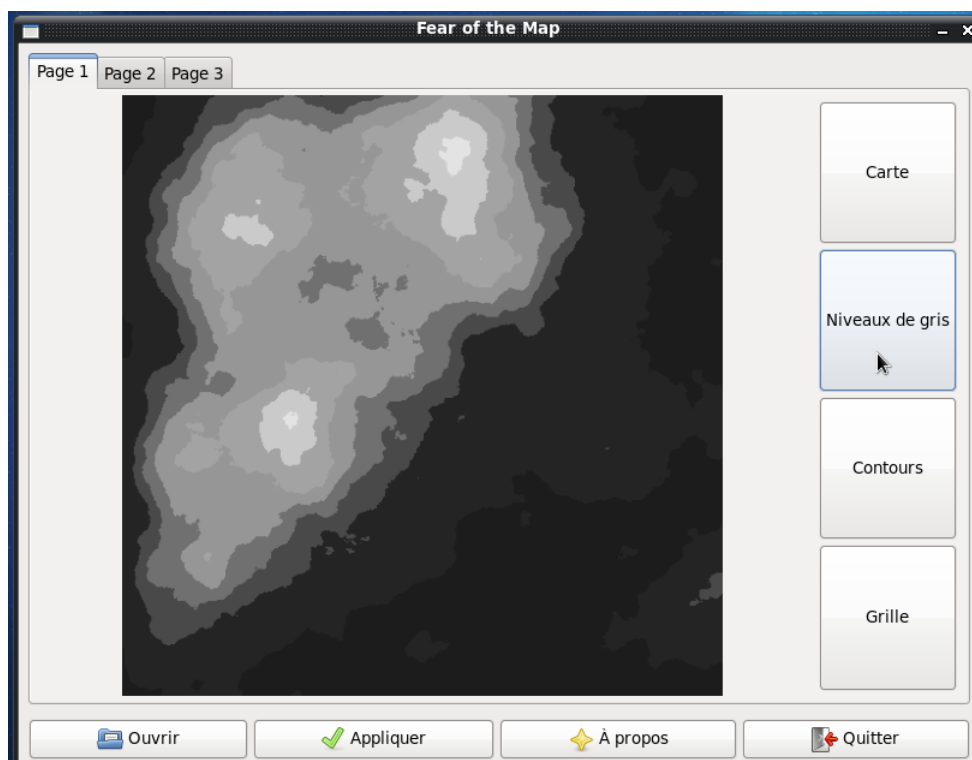 Fear of the Map
Page 1 Page 2 Page 3
Carte
Niveaux de gris
Contours
Grille
Ouvrir Appliquer À propos Quitter